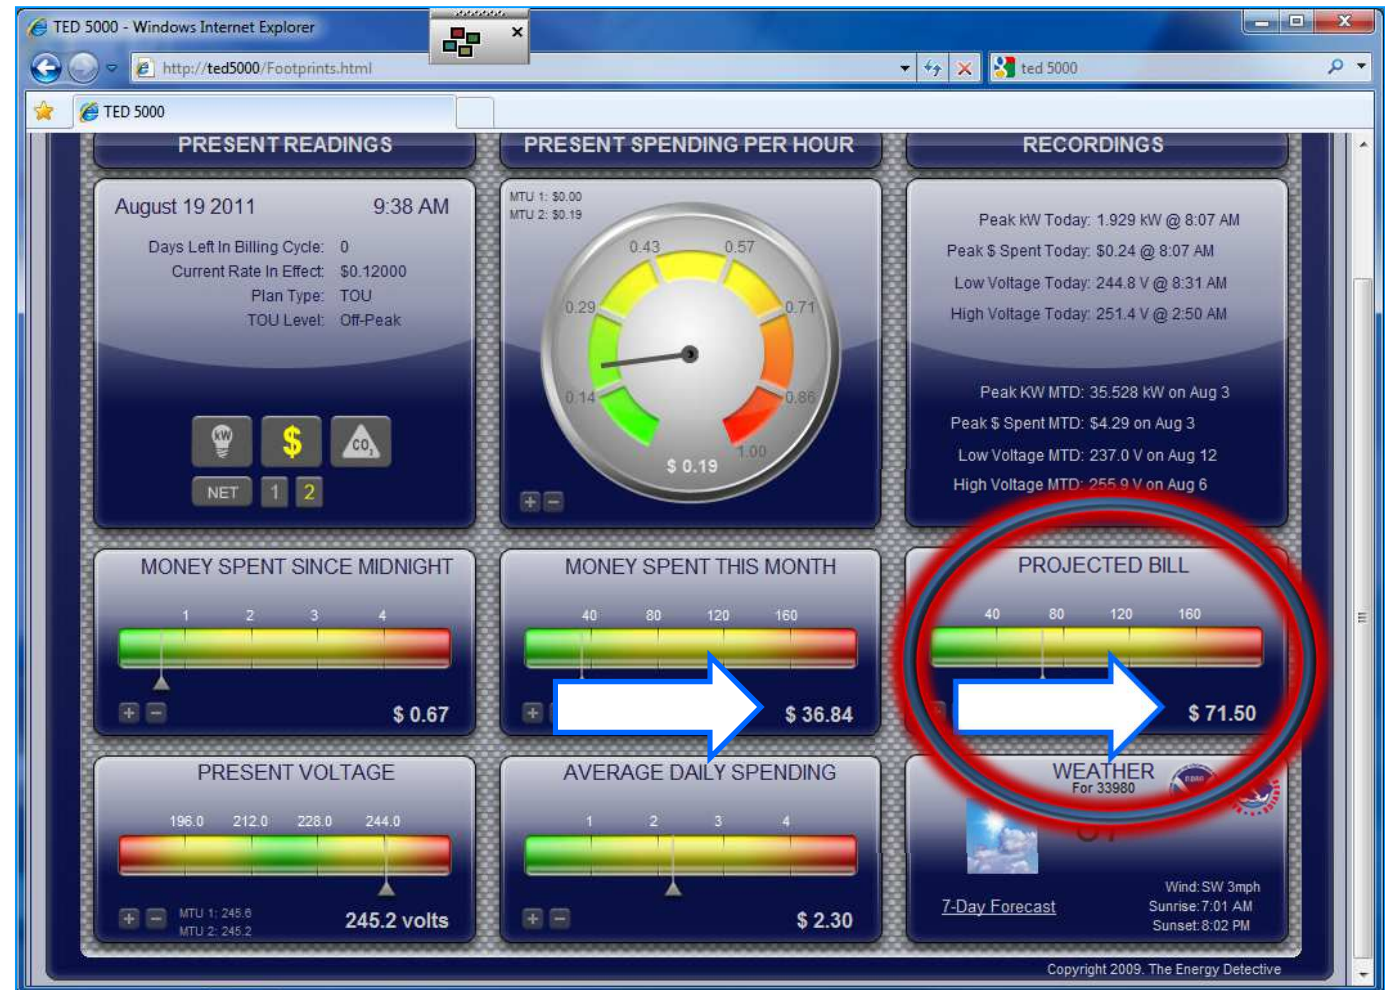 TED 5000 - Windows Internet Explorer
http://ted5000/Footprints.html
ted 5000
TED 5000
PRESENT READINGS
August 19 2011 9:38 AM
Days Left In Billing Cycle: 0
Current Rate In Effect: $0.12000
Plan Type: TOU
TOU Level: Off-Peak
kW
$
CO2
NET 1 2
PRESENT SPENDING PER HOUR
MTU 1: $0.00
MTU 2: $0.19
0.43 0.57
0.29 0.71
0.14 0.86
1.00
$ 0.19
RECORDINGS
Peak kW Today: 1.929 kW @ 8:07 AM
Peak $ Spent Today: $0.24 @ 8:07 AM
Low Voltage Today: 244.8 V @ 8:31 AM
High Voltage Today: 251.4 V @ 2:50 AM
Peak KW MTD: 35.528 kW on Aug 3
Peak $ Spent MTD: $4.29 on Aug 3
Low Voltage MTD: 237.0 V on Aug 12
High Voltage MTD: 255.9 V on Aug 6
MONEY SPENT SINCE MIDNIGHT
1 2 3 4
$ 0.67
MONEY SPENT THIS MONTH
40 80 120 160
$ 36.84
PROJECTED BILL
40 80 120 160
$ 71.50
PRESENT VOLTAGE
196.0 212.0 228.0 244.0
MTU 1: 245.6
MTU 2: 245.2
245.2 volts
AVERAGE DAILY SPENDING
1 2 3 4
$ 2.30
WEATHER
For 33980
7-Day Forecast
Wind: SW 3mph
Sunrise: 7:01 AM
Sunset: 8:02 PM
Copyright 2009. The Energy Detective